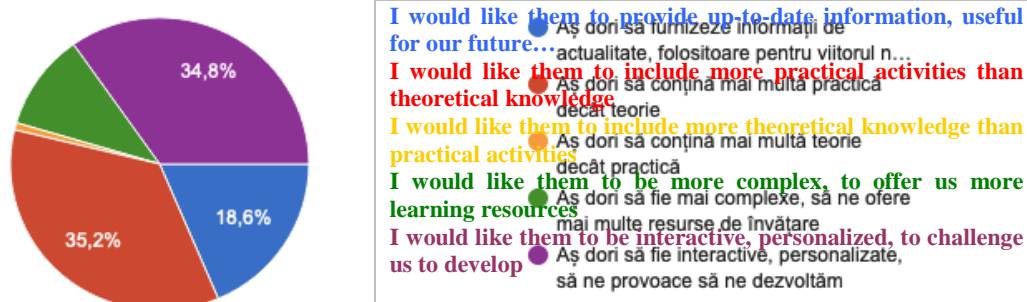 34,8%
18,6%
35,2%
I would like them to provide up-to-date information, useful
for our future…
I would like them to include more practical activities than
theoretical knowledge
I would like them to include more theoretical knowledge than
practical activities
I would like them to be more complex, to offer us more
learning resources
I would like them to be interactive, personalized, to challenge
us to develop
Aș dori să furnizeze informații de
actualitate, folositoare pentru viitorul n…
Aș dori să conțină mai multă practică
decât teorie
Aș dori să conțină mai multă teorie
decât practică
Aș dori să fie mai complexe, să ne ofere
mai multe resurse de învățare
Aș dori să fie interactive, personalizate,
să ne provoace să ne dezvoltăm